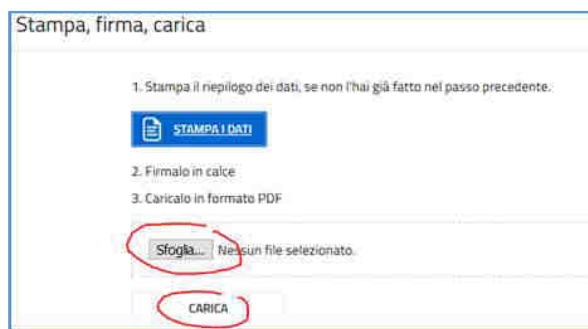 Stampa, firma, carica
1. Stampa il riepilogo dei dati, se non l'hai già fatto nel passo precedente.
STAMPA I DATI
2. Firmalo in calce
3. Caricalo in formato PDF
Sfoglia... Nessun file selezionato.
CARICA